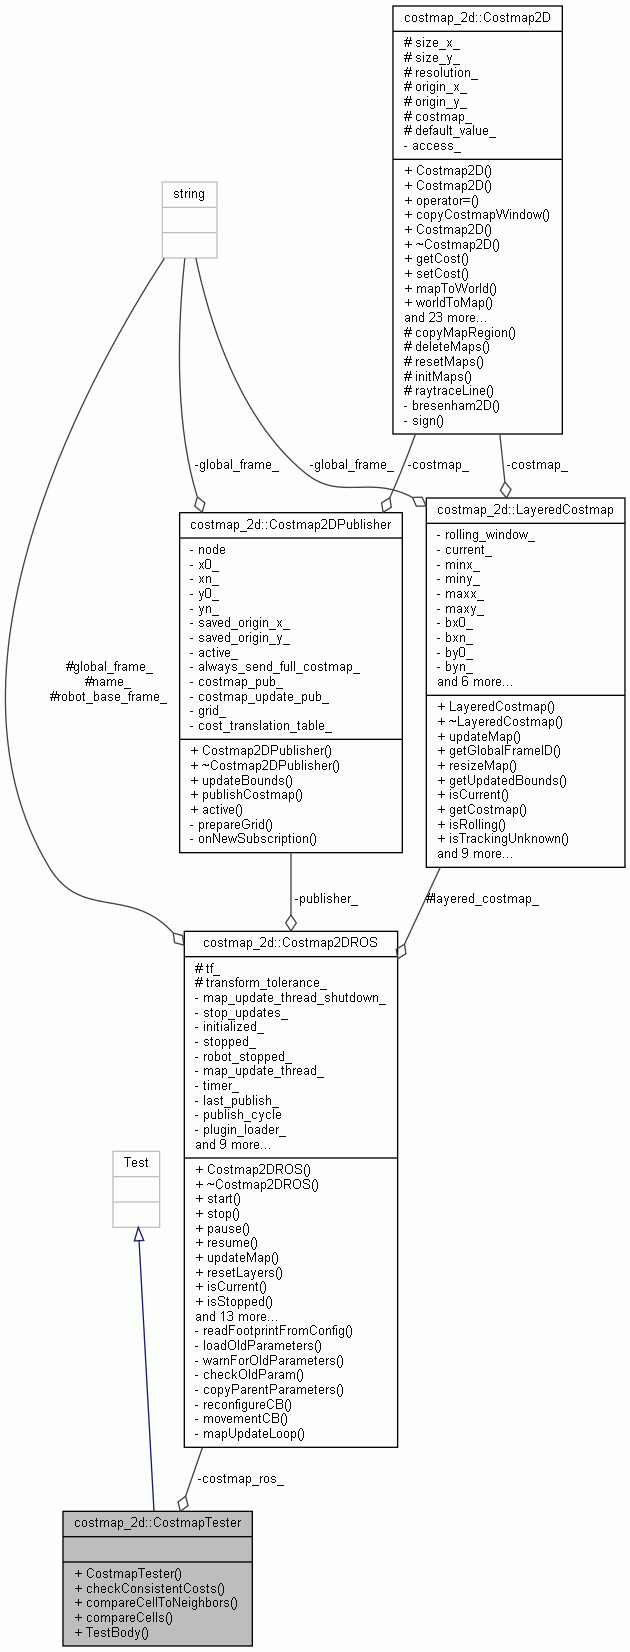 costmap_2d::Costmap2D
# size_x_
# size_y_
# resolution_
# origin_x_
# origin_y_
# costmap_
# default_value_
- access_
+ Costmap2D()
+ Costmap2D()
+ operator=()
+ copyCostmapWindow()
+ Costmap2D()
+ ~Costmap2D()
+ getCost()
+ setCost()
+ mapToWorld()
+ worldToMap()
and 23 more...
# copyMapRegion()
# deleteMaps()
# resetMaps()
# initMaps()
# raytraceLine()
- bresenham2D()
- sign()
string
-global_frame_
-global_frame_
-costmap_
-costmap_
costmap_2d::Costmap2DPublisher
- node
- x0_
- xn_
- y0_
- yn_
- saved_origin_x_
- saved_origin_y_
- active_
- always_send_full_costmap_
- costmap_pub_
- costmap_update_pub_
- grid_
- cost_translation_table_
+ Costmap2DPublisher()
+ ~Costmap2DPublisher()
+ updateBounds()
+ publishCostmap()
+ active()
- prepareGrid()
- onNewSubscription()
costmap_2d::LayeredCostmap
- rolling_window_
- current_
- minx_
- miny_
- maxx_
- maxy_
- bx0_
- bxn_
- by0_
- byn_
and 6 more...
+ LayeredCostmap()
+ ~LayeredCostmap()
+ updateMap()
+ getGlobalFrameID()
+ resizeMap()
+ getUpdatedBounds()
+ isCurrent()
+ getCostmap()
+ isRolling()
+ isTrackingUnknown()
and 9 more...
#global_frame_
#name_
#robot_base_frame_
-publisher_
#layered_costmap_
costmap_2d::Costmap2DROS
# tf_
# transform_tolerance_
- map_update_thread_shutdown_
- stop_updates_
- initialized_
- stopped_
- robot_stopped_
- map_update_thread_
- timer_
- last_publish_
- publish_cycle
- plugin_loader_
and 9 more...
+ Costmap2DROS()
+ ~Costmap2DROS()
+ start()
+ stop()
+ pause()
+ resume()
+ updateMap()
+ resetLayers()
+ isCurrent()
+ isStopped()
and 13 more...
- readFootprintFromConfig()
- loadOldParameters()
- warnForOldParameters()
- checkOldParam()
- copyParentParameters()
- reconfigureCB()
- movementCB()
- mapUpdateLoop()
Test
-costmap_ros_
costmap_2d::CostmapTester
+ CostmapTester()
+ checkConsistentCosts()
+ compareCellToNeighbors()
+ compareCells()
+ TestBody()